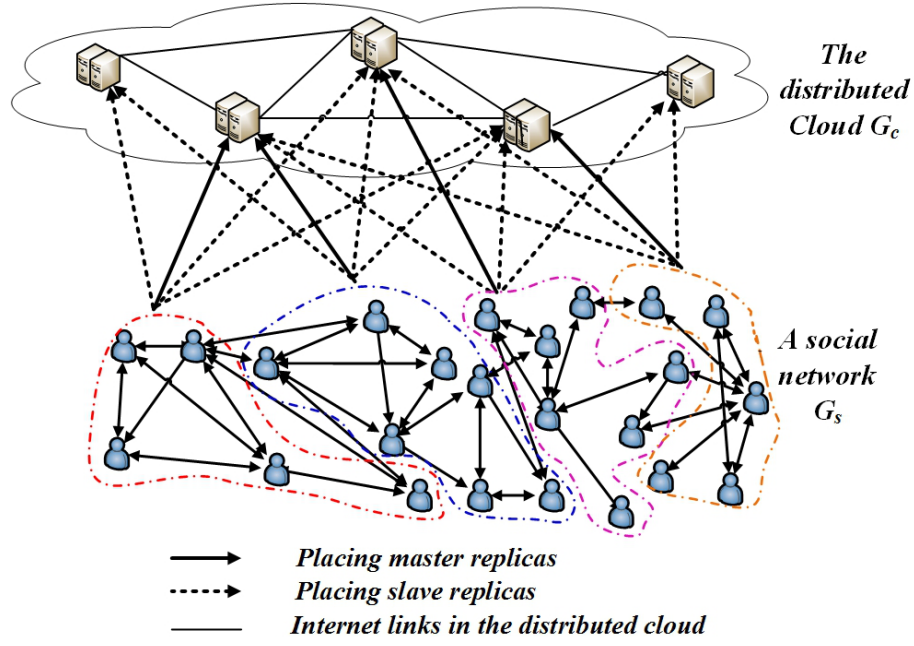 The
distributed
Cloud Gc
A social
network
Gs
Placing master replicas
Placing slave replicas
Internet links in the distributed cloud